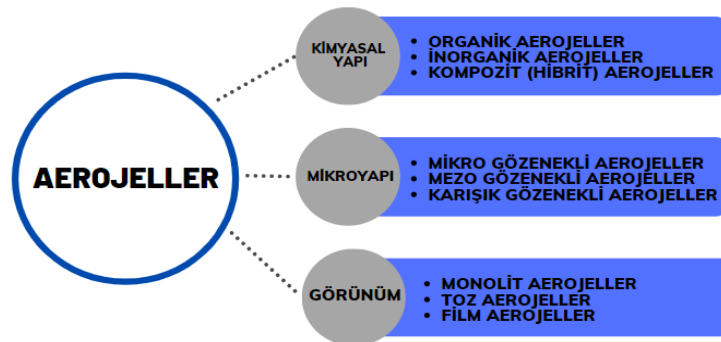 AEROJELLER
KİMYASAL
YAPI
• ORGANİK AEROJELLER
• İNORGANİK AEROJELLER
• KOMPOZİT (HİBRİT) AEROJELLER
MİKROYAPI
• MİKRO GÖZENEKLİ AEROJELLER
• MEZO GÖZENEKLİ AEROJELLER
• KARIŞIK GÖZENEKLİ AEROJELLER
GÖRÜNÜM
• MONOLİT AEROJELLER
• TOZ AEROJELLER
• FİLM AEROJELLER